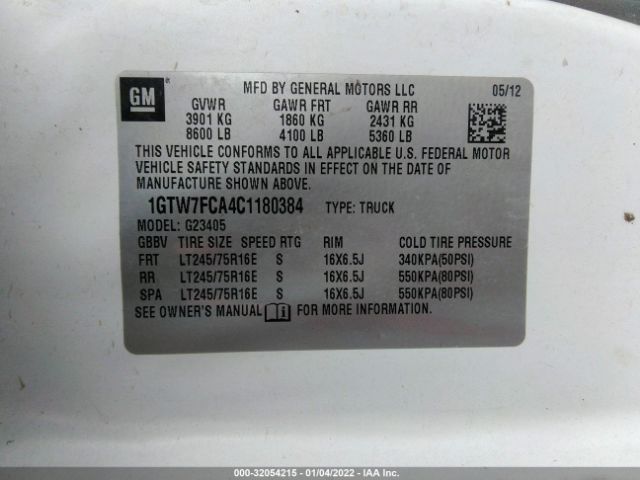 GM
MFD BY GENERAL MOTORS LLC 05/12
GVWR GAWR FRT GAWR RR
3901 KG 1860 KG 2431 KG
8600 LB 4100 LB 5360 LB
THIS VEHICLE CONFORMS TO ALL APPLICABLE U.S. FEDERAL MOTOR
VEHICLE SAFETY STANDARDS IN EFFECT ON THE DATE OF
MANUFACTURE SHOWN ABOVE.
1GTW7FCA4C1180384 TYPE: TRUCK
MODEL: G23405
GBBV TIRE SIZE SPEED RTG RIM COLD TIRE PRESSURE
FRT LT245/75R16E S 16X6.5J 340KPA(50PSI)
RR LT245/75R16E S 16X6.5J 550KPA(80PSI)
SPA LT245/75R16E S 16X6.5J 550KPA(80PSI)
SEE OWNER'S MANUAL FOR MORE INFORMATION.
000-32054215 - 01/04/2022 - IAA Inc.